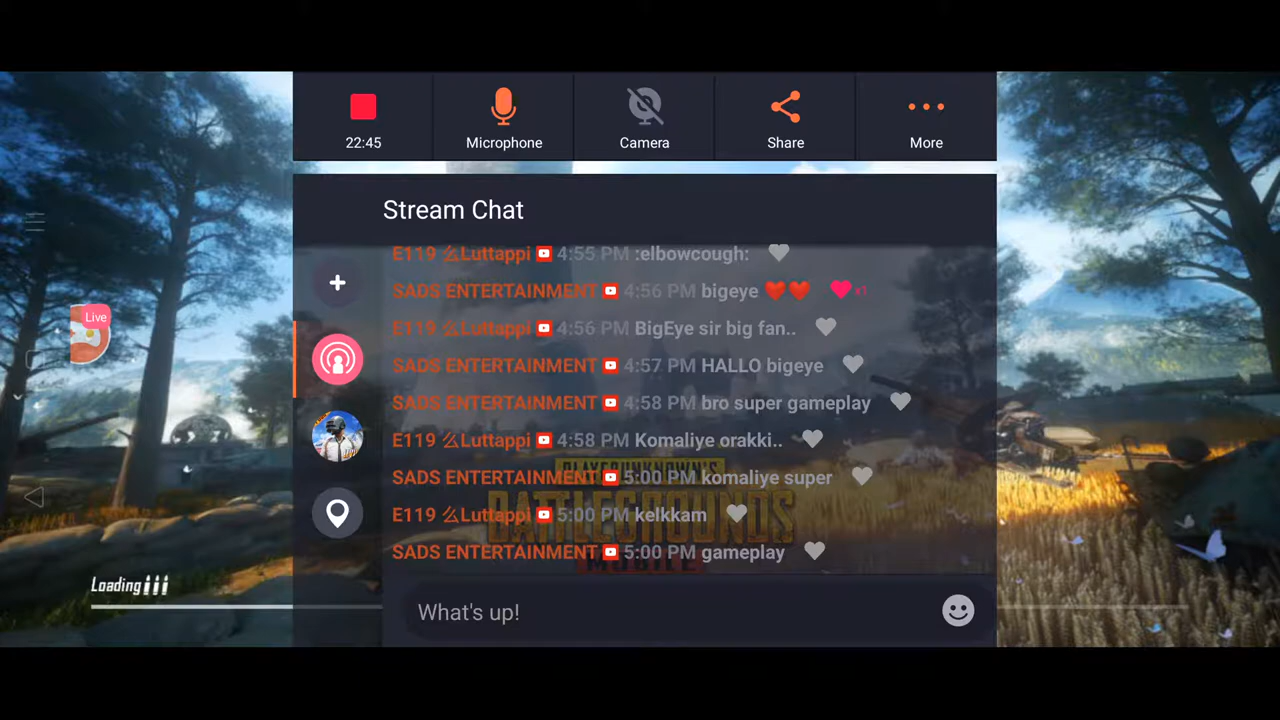 22:45
Microphone
Camera
Share
More
Stream Chat
E119 么Luttappi 4:55 PM :elbowcough:
SADS ENTERTAINMENT 4:56 PM bigeye ❤️❤️ x1
E119 么Luttappi 4:56 PM BigEye sir big fan..
SADS ENTERTAINMENT 4:57 PM HALLO bigeye
SADS ENTERTAINMENT 4:58 PM bro super gameplay
E119 么Luttappi 4:58 PM Komaliye orakki..
SADS ENTERTAINMENT 5:00 PM komaliye super
E119 么Luttappi 5:00 PM kelkkam
SADS ENTERTAINMENT 5:00 PM gameplay
What's up!
Live
Loading
PLAYERUNKNOWN'S
BATTLEGROUNDS
MOBILE